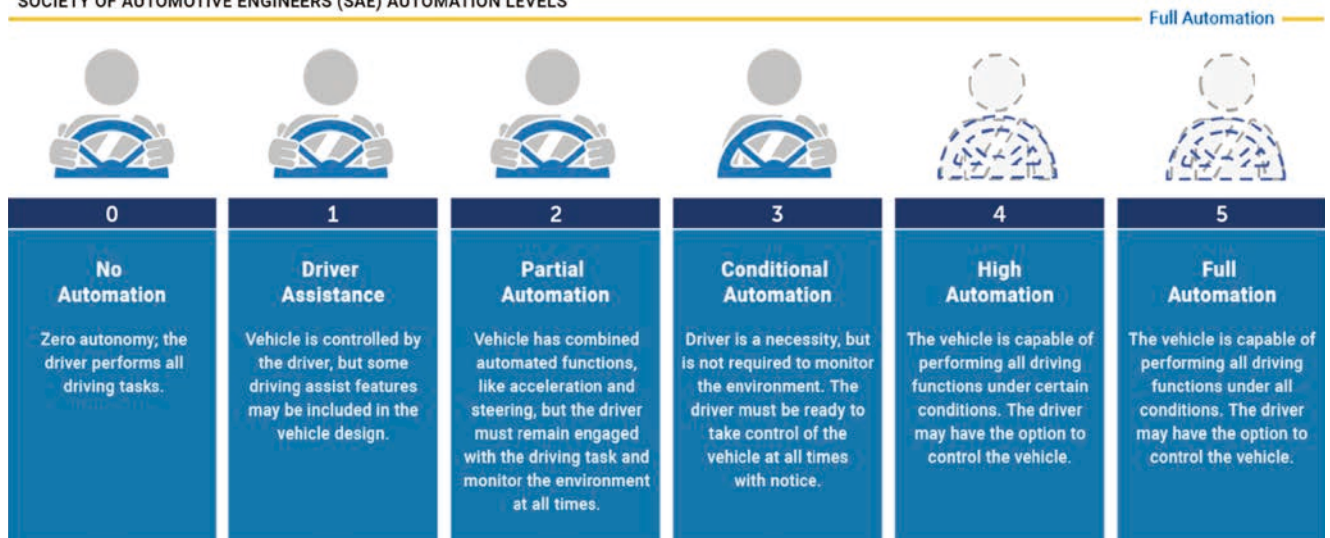 SOCIETY OF AUTOMOTIVE ENGINEERS (SAE) AUTOMATION LEVELS
Full Automation
0
No
Automation
Zero autonomy; the
driver performs all
driving tasks.
1
Driver
Assistance
Vehicle is controlled by
the driver, but some
driving assist features
may be included in the
vehicle design.
2
Partial
Automation
Vehicle has combined
automated functions,
like acceleration and
steering, but the driver
must remain engaged
with the driving task and
monitor the environment
at all times.
3
Conditional
Automation
Driver is a necessity, but
is not required to monitor
the environment. The
driver must be ready to
take control of the
vehicle at all times
with notice.
4
High
Automation
The vehicle is capable of
performing all driving
functions under certain
conditions. The driver
may have the option to
control the vehicle.
5
Full
Automation
The vehicle is capable of
performing all driving
functions under all
conditions. The driver
may have the option to
control the vehicle.